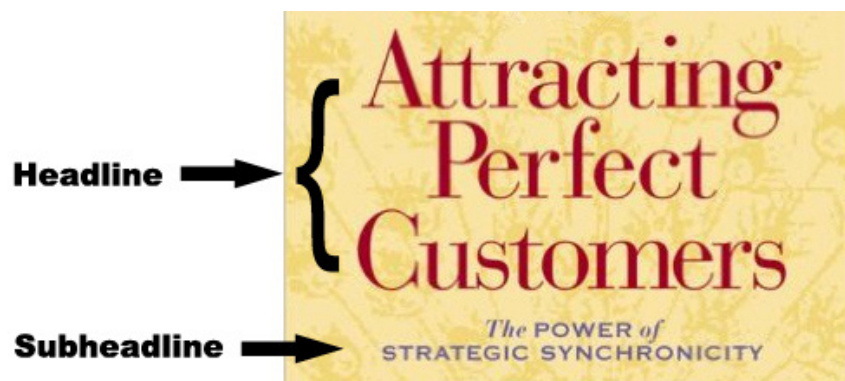 Attracting
Perfect
Customers
Headline
The POWER of
STRATEGIC SYNCHRONICITY
Subheadline